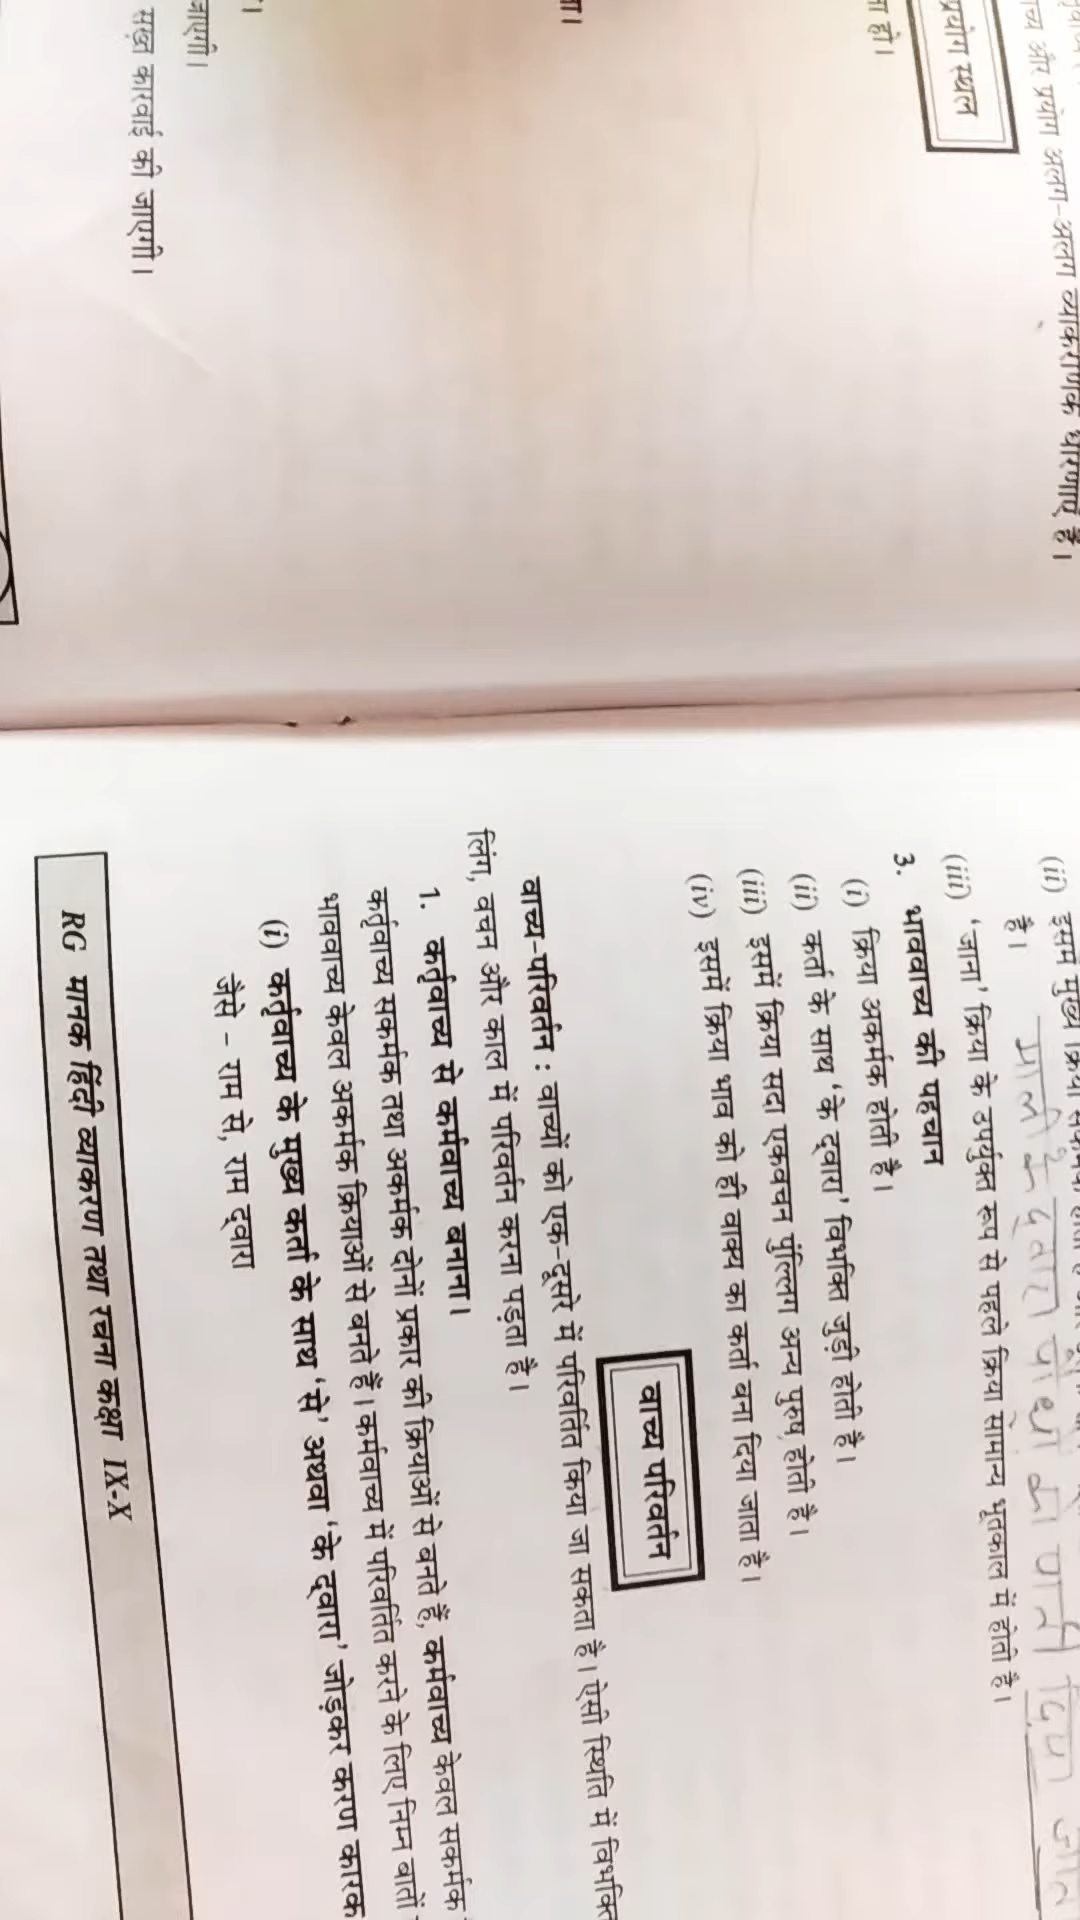 च्य और प्रयोग अलग-अलग व्याकरणिक धारणाएँ हैं।
प्रयोग स्थल
ा हो।
ा।
जाएगी।
सख़्त कारवाई की जाएगी।
(ii) इसमें मुख्य क्रिया सकर्मक
है।
माली के द्वारा पौधों को पानी दिया जात
(iii) 'जाना' क्रिया के उपर्युक्त रूप से पहले क्रिया सामान्य भूतकाल में होती है।
3. भाववाच्य की पहचान
(i) क्रिया अकर्मक होती है।
(ii) कर्ता के साथ 'के द्वारा' विभक्ति जुड़ी होती है।
(iii) इसमें क्रिया सदा एकवचन पुंल्लिग अन्य पुरुष होती है।
(iv) इसमें क्रिया भाव को ही वाक्य का कर्ता बना दिया जाता है।
वाच्य परिवर्तन
वाच्य-परिवर्तन : वाच्यों को एक-दूसरे में परिवर्तित किया जा सकता है। ऐसी स्थिति में विभक्ति
लिंग, वचन और काल में परिवर्तन करना पड़ता है।
1. कर्तृवाच्य से कर्मवाच्य बनाना।
कर्तृवाच्य सकर्मक तथा अकर्मक दोनों प्रकार की क्रियाओं से बनते हैं, कर्मवाच्य केवल सकर्मक
भाववाच्य केवल अकर्मक क्रियाओं से बनते हैं। कर्मवाच्य में परिवर्तित करने के लिए निम्न बातों
(i) कर्तृवाच्य के मुख्य कर्ता के साथ 'से' अथवा 'के द्वारा' जोड़कर करण कारक
जैसे - राम से, राम द्वारा
RG मानक हिंदी व्याकरण तथा रचना कक्षा IX-X